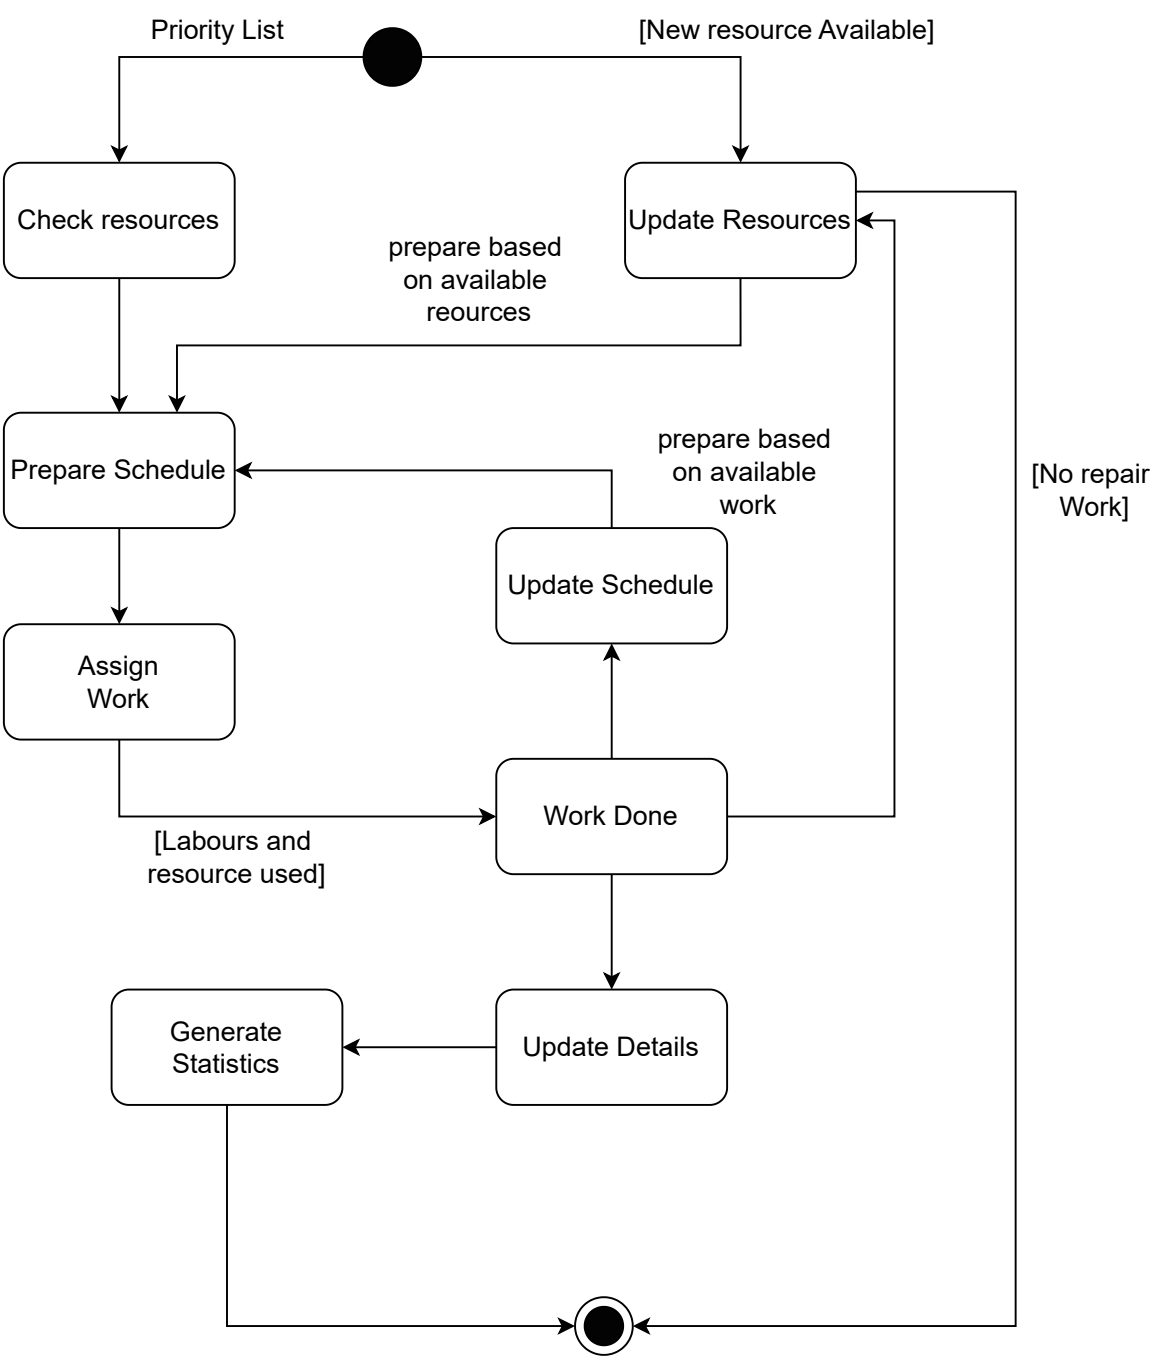 Priority List
[New resource Available]
Check resources
Update Resources
prepare based
on available
reources
Prepare Schedule
prepare based
on available
work
[No repair
Work]
Update Schedule
Assign
Work
Work Done
[Labours and
resource used]
Generate
Statistics
Update Details